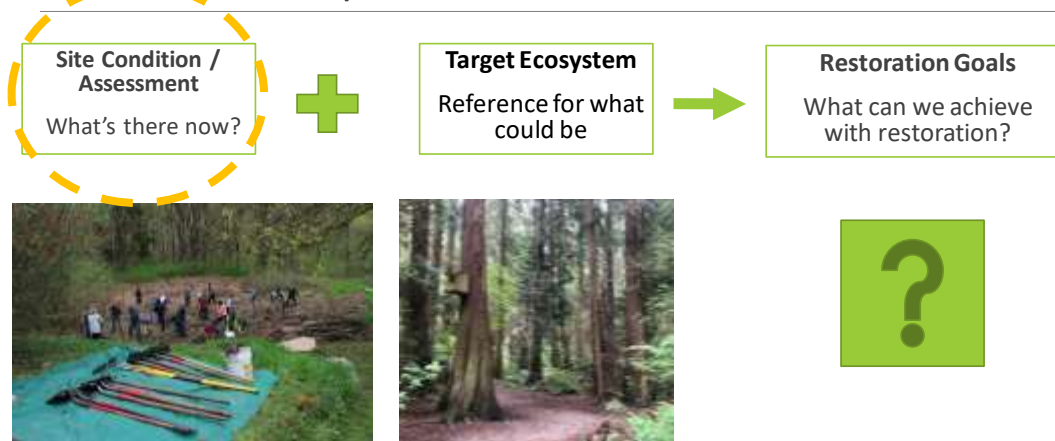 Site Condition /
Assessment
What's there now?
Target Ecosystem
Reference for what
could be
Restoration Goals
What can we achieve
with restoration?
?